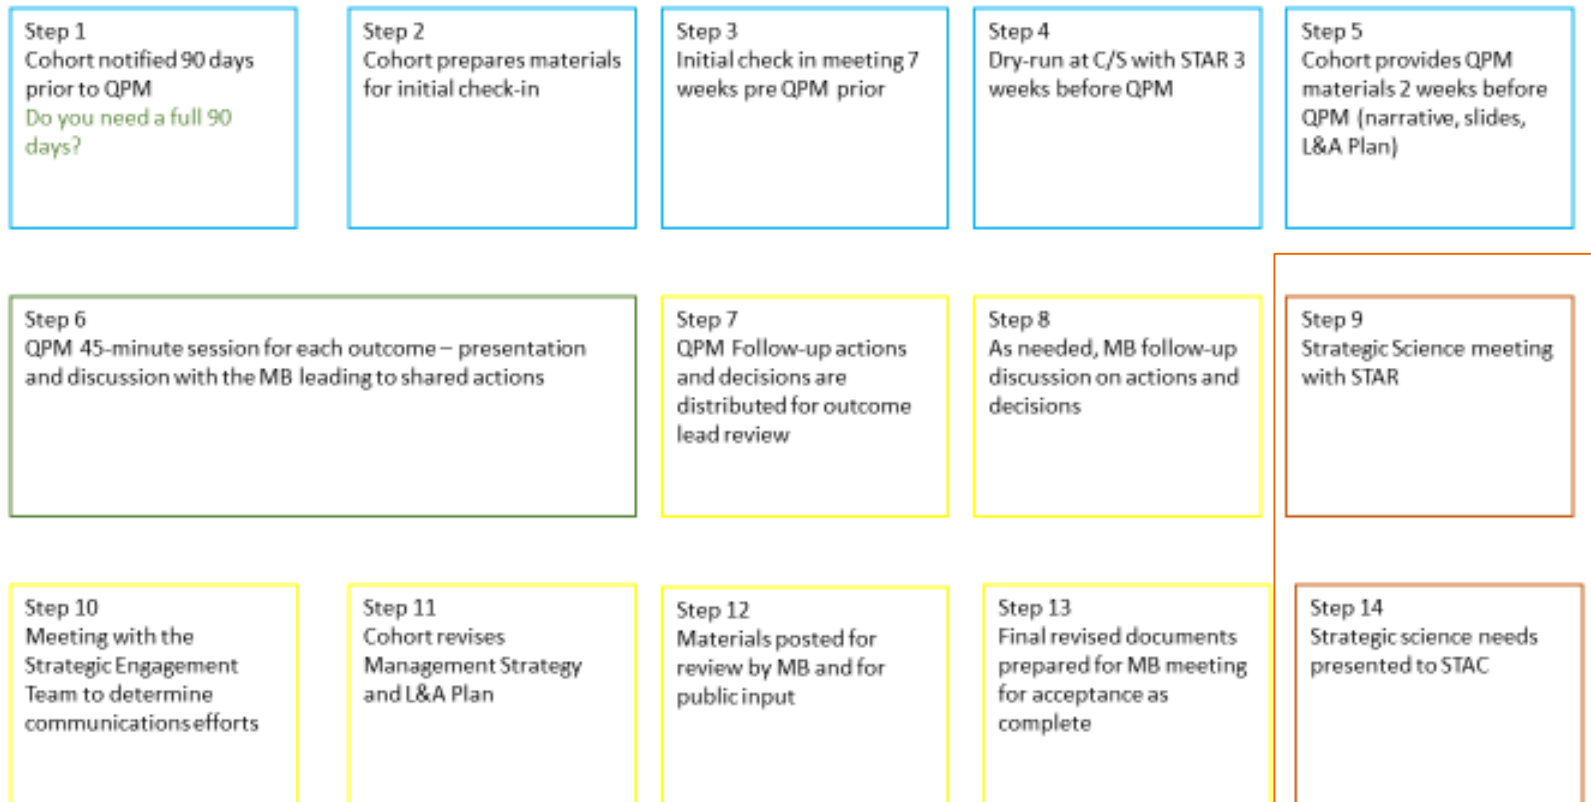 Step 1
Cohort notified 90 days
prior to QPM
Do you need a full 90
days?
Step 2
Cohort prepares materials
for initial check-in
Step 3
Initial check in meeting 7
weeks pre QPM prior
Step 4
Dry-run at C/S with STAR 3
weeks before QPM
Step 5
Cohort provides QPM
materials 2 weeks before
QPM (narrative, slides,
L&A Plan)
Step 6
QPM 45-minute session for each outcome – presentation
and discussion with the MB leading to shared actions
Step 7
QPM Follow-up actions
and decisions are
distributed for outcome
lead review
Step 8
As needed, MB follow-up
discussion on actions and
decisions
Step 9
Strategic Science meeting
with STAR
Step 10
Meeting with the
Strategic Engagement
Team to determine
communications efforts
Step 11
Cohort revises
Management Strategy
and L&A Plan
Step 12
Materials posted for
review by MB and for
public input
Step 13
Final revised documents
prepared for MB meeting
for acceptance as
complete
Step 14
Strategic science needs
presented to STAC